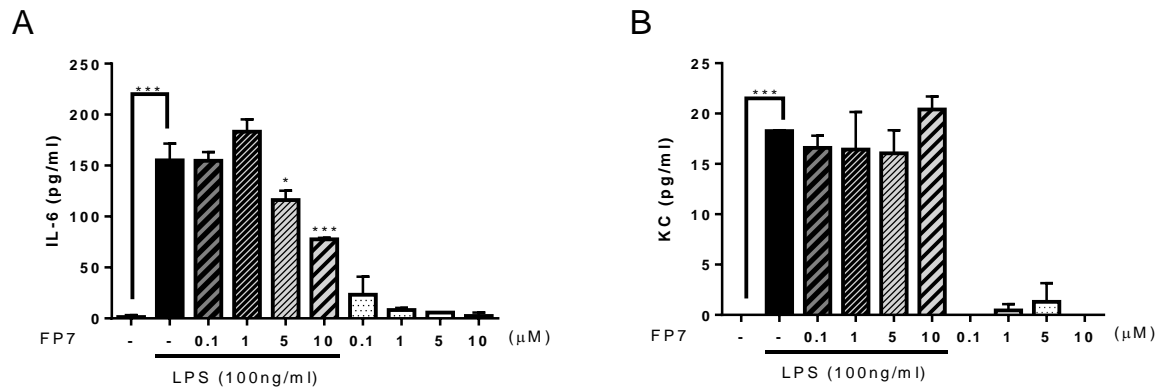 A
IL-6 (pg/ml)
250
200
150
100
50
0
***
*
***
FP7 - - 0.1 1 5 10 0.1 1 5 10 (μM)
LPS (100ng/ml)
B
KC (pg/ml)
25
20
15
10
5
0
***
FP7 - - 0.1 1 5 10 0.1 1 5 10 (μM)
LPS (100ng/ml)